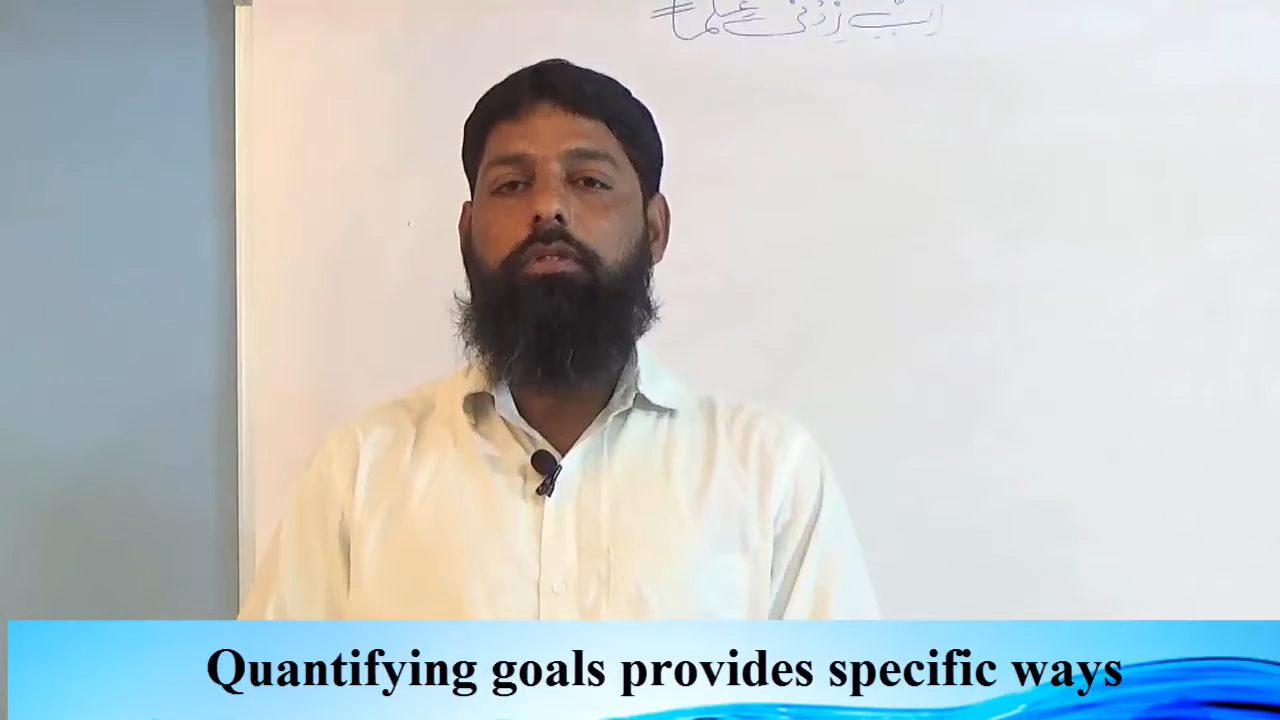 رَبِّ زِدْنِی عِلْمًا
Quantifying goals provides specific ways